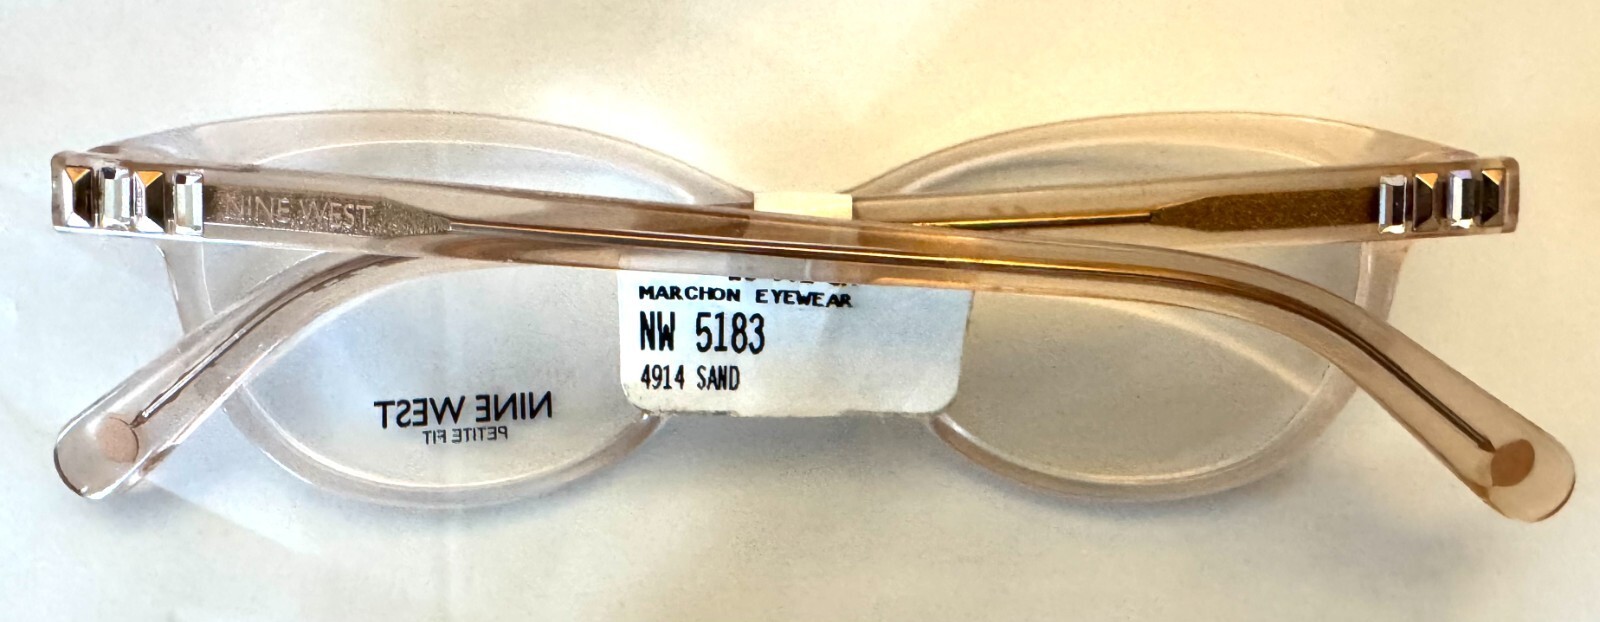 NINE WEST
MARCHON EYEWEAR
NW 5183
4914 SAND
NINE WEST
PETITE FIT